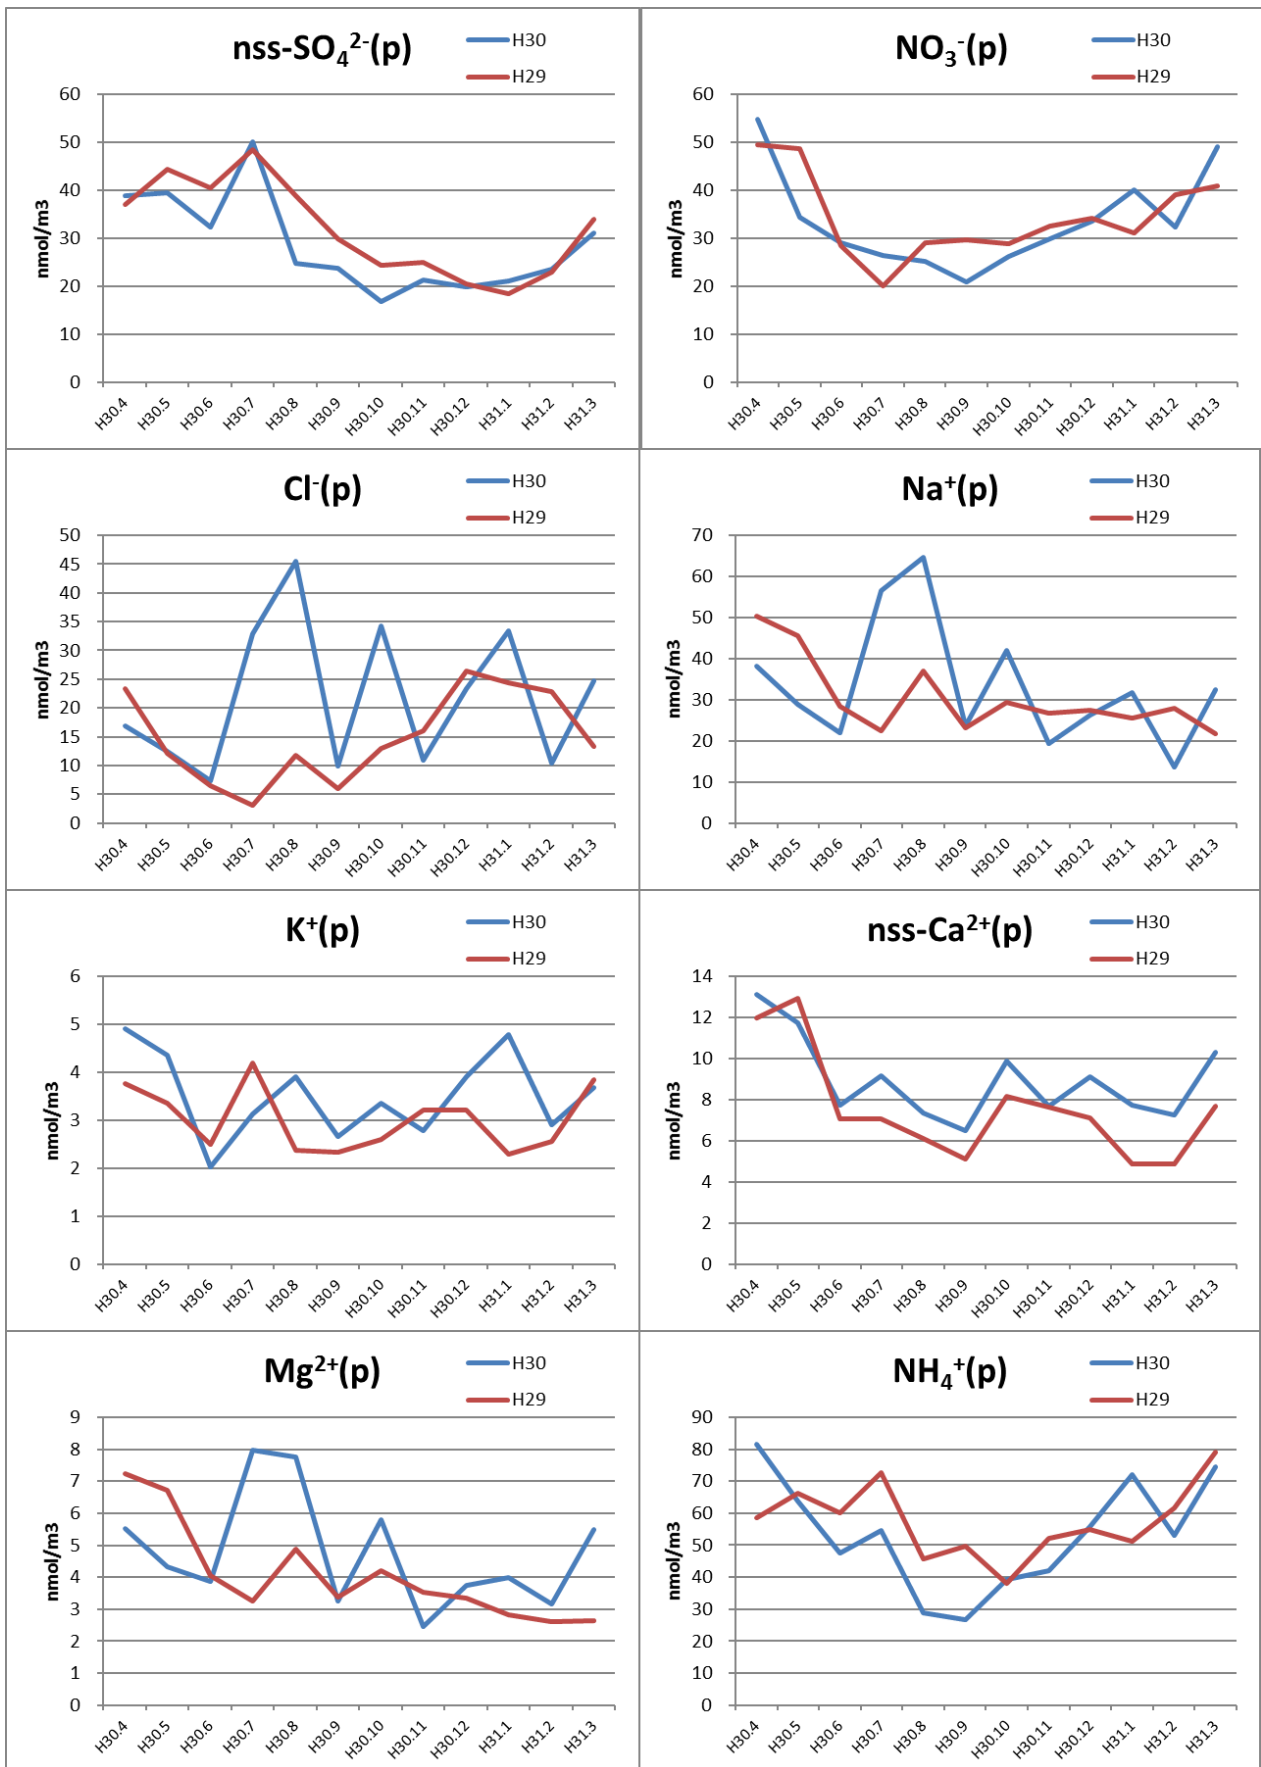 nss-SO₄²⁻(p)
H30
H29
nmol/m3
60
50
40
30
20
10
0
H30.4 H30.5 H30.6 H30.7 H30.8 H30.9 H30.10 H30.11 H30.12 H31.1 H31.2 H31.3
NO₃⁻(p)
H30
H29
nmol/m3
60
50
40
30
20
10
0
H30.4 H30.5 H30.6 H30.7 H30.8 H30.9 H30.10 H30.11 H30.12 H31.1 H31.2 H31.3
Cl⁻(p)
H30
H29
nmol/m3
50
45
40
35
30
25
20
15
10
5
0
H30.4 H30.5 H30.6 H30.7 H30.8 H30.9 H30.10 H30.11 H30.12 H31.1 H31.2 H31.3
Na⁺(p)
H30
H29
nmol/m3
70
60
50
40
30
20
10
0
H30.4 H30.5 H30.6 H30.7 H30.8 H30.9 H30.10 H30.11 H30.12 H31.1 H31.2 H31.3
K⁺(p)
H30
H29
nmol/m3
6
5
4
3
2
1
0
H30.4 H30.5 H30.6 H30.7 H30.8 H30.9 H30.10 H30.11 H30.12 H31.1 H31.2 H31.3
nss-Ca²⁺(p)
H30
H29
nmol/m3
14
12
10
8
6
4
2
0
H30.4 H30.5 H30.6 H30.7 H30.8 H30.9 H30.10 H30.11 H30.12 H31.1 H31.2 H31.3
Mg²⁺(p)
H30
H29
nmol/m3
9
8
7
6
5
4
3
2
1
0
H30.4 H30.5 H30.6 H30.7 H30.8 H30.9 H30.10 H30.11 H30.12 H31.1 H31.2 H31.3
NH₄⁺(p)
H30
H29
nmol/m3
90
80
70
60
50
40
30
20
10
0
H30.4 H30.5 H30.6 H30.7 H30.8 H30.9 H30.10 H30.11 H30.12 H31.1 H31.2 H31.3